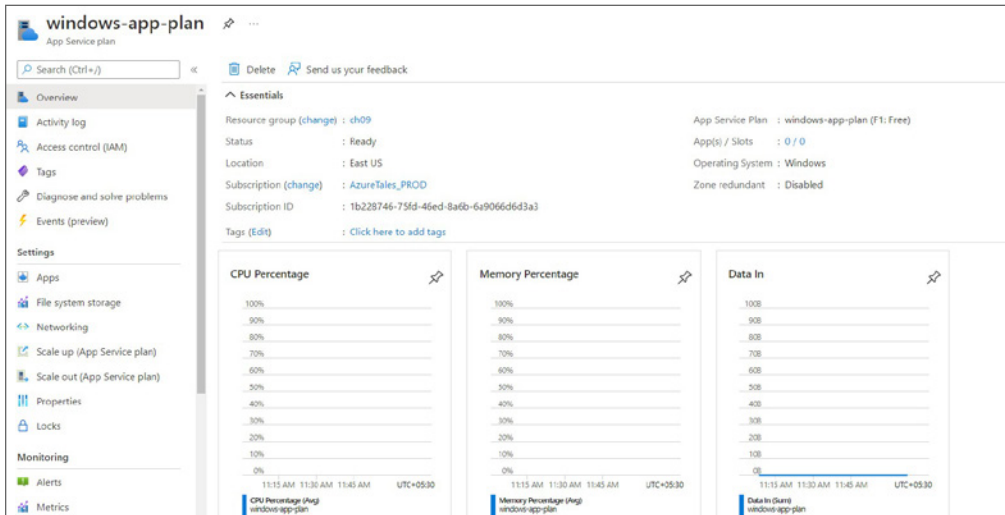 windows-app-plan
App Service plan
Search (Ctrl+/)
Overview
Activity log
Access control (IAM)
Tags
Diagnose and solve problems
Events (preview)
Settings
Apps
File system storage
Networking
Scale up (App Service plan)
Scale out (App Service plan)
Properties
Locks
Monitoring
Alerts
Metrics
Delete Send us your feedback
Essentials
Resource group (change) : ch09
Status : Ready
Location : East US
Subscription (change) : AzureTales_PROD
Subscription ID : 1b228746-75fd-46ed-8a6b-6a9066d6d3a3
Tags (Edit) : Click here to add tags
App Service Plan : windows-app-plan (F1: Free)
App(s) / Slots : 0 / 0
Operating System : Windows
Zone redundant : Disabled
CPU Percentage
100%
90%
80%
70%
60%
50%
40%
30%
20%
10%
0%
11:15 AM 11:30 AM 11:45 AM UTC+05:30
CPU Percentage (Avg)
windows-app-plan
Memory Percentage
100%
90%
80%
70%
60%
50%
40%
30%
20%
10%
0%
11:15 AM 11:30 AM 11:45 AM UTC+05:30
Memory Percentage (Avg)
windows-app-plan
Data In
100B
90B
80B
70B
60B
50B
40B
30B
20B
10B
0B
11:15 AM 11:30 AM 11:45 AM UTC+05:30
Data In (Sum)
windows-app-plan